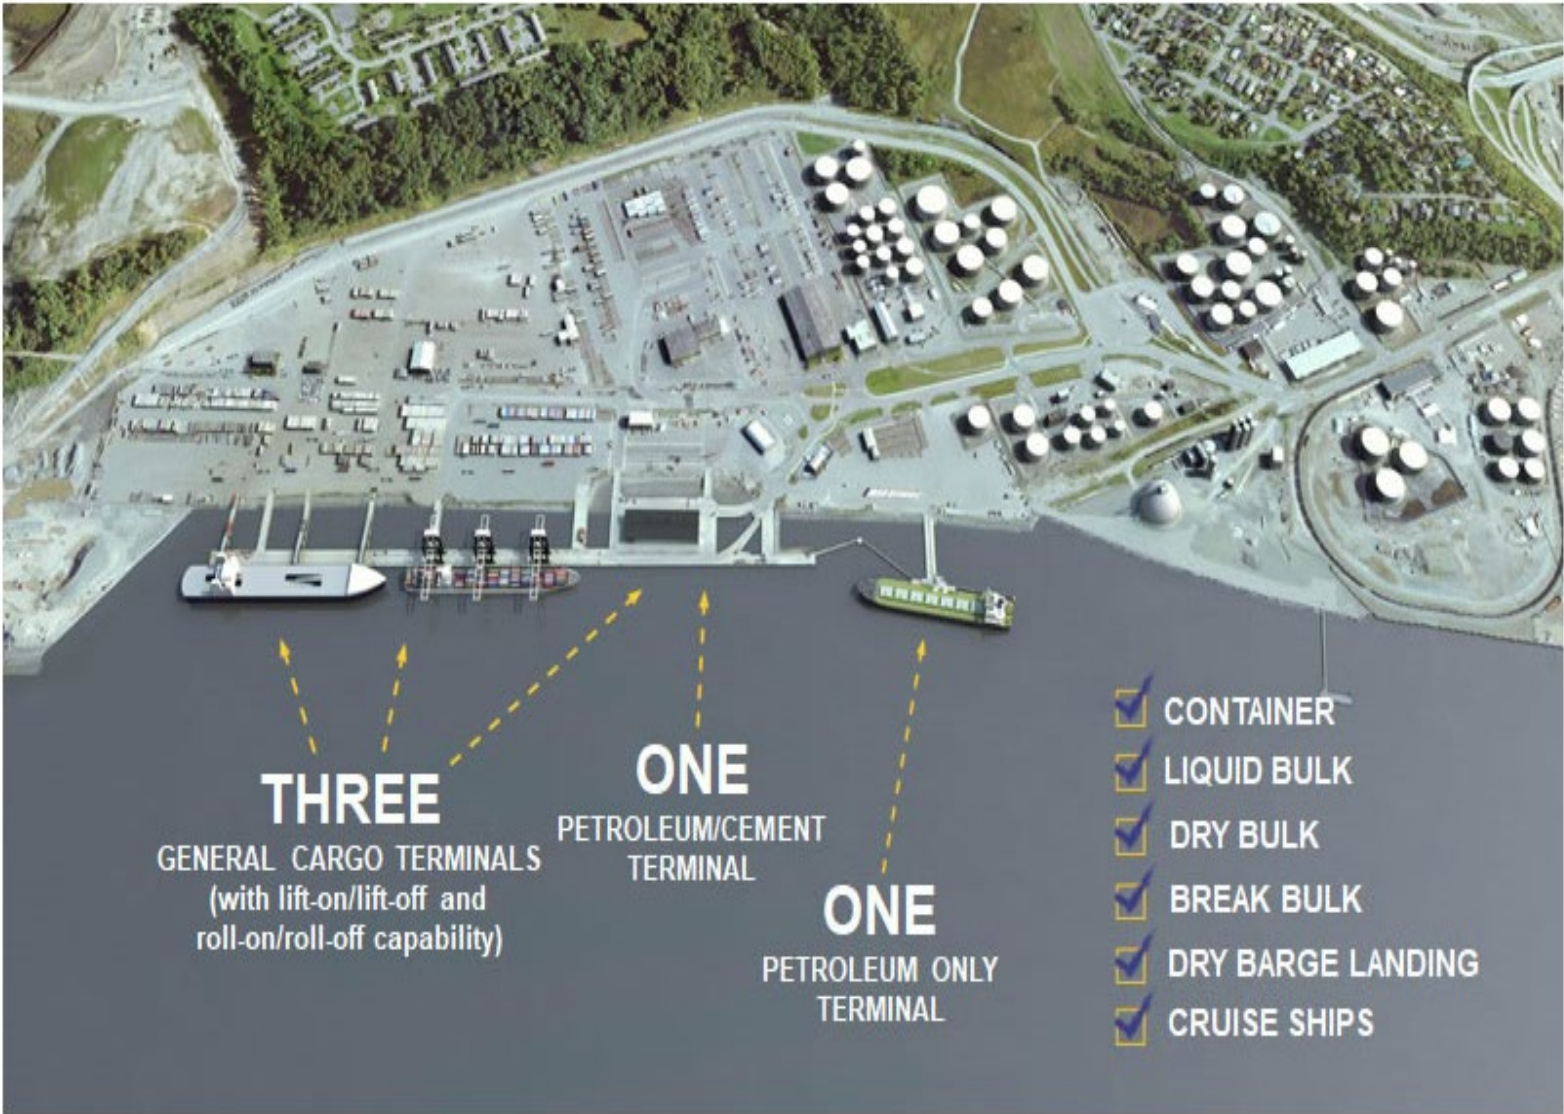 THREE
GENERAL CARGO TERMINALS
(with lift-on/lift-off and
roll-on/roll-off capability)
ONE
PETROLEUM/CEMENT
TERMINAL
ONE
PETROLEUM ONLY
TERMINAL
CONTAINER
LIQUID BULK
DRY BULK
BREAK BULK
DRY BARGE LANDING
CRUISE SHIPS